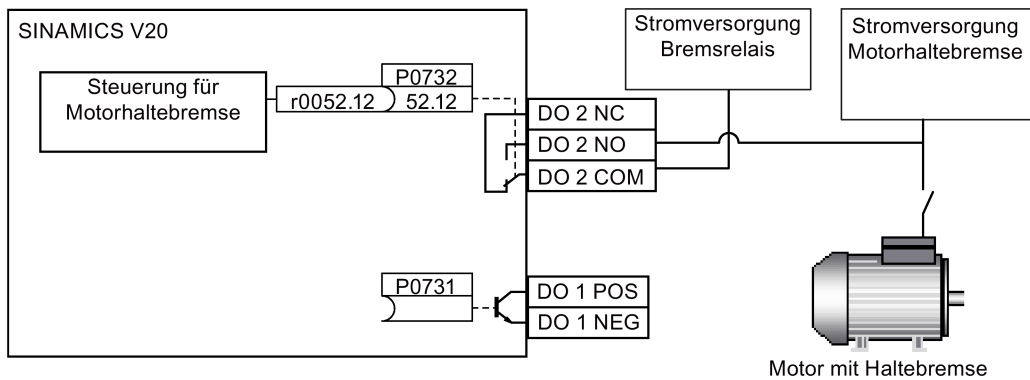 SINAMICS V20
Steuerung für
Motorhaltebremse
r0052.12
P0732
52.12
DO 2 NC
DO 2 NO
DO 2 COM
Stromversorgung
Bremsrelais
Stromversorgung
Motorhaltebremse
P0731
DO 1 POS
DO 1 NEG
Motor mit Haltebremse